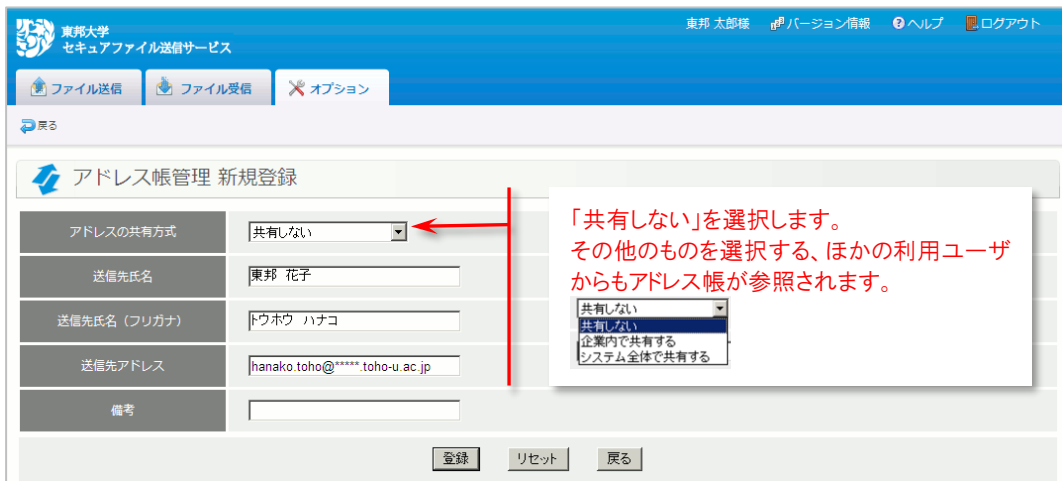 東邦大学
セキュアファイル送信サービス
東邦 太郎様 バージョン情報 ヘルプ ログアウト
ファイル送信 ファイル受信 オプション
戻る
アドレス帳管理 新規登録
アドレスの共有方式 共有しない
送信先氏名 東邦 花子
送信先氏名（フリガナ） トウホウ ハナコ
送信先アドレス hanako.toho@*****.toho-u.ac.jp
備考
「共有しない」を選択します。
その他のものを選択する、ほかの利用ユーザ
からもアドレス帳が参照されます。
共有しない
共有しない
企業内で共有する
システム全体で共有する
登録 リセット 戻る